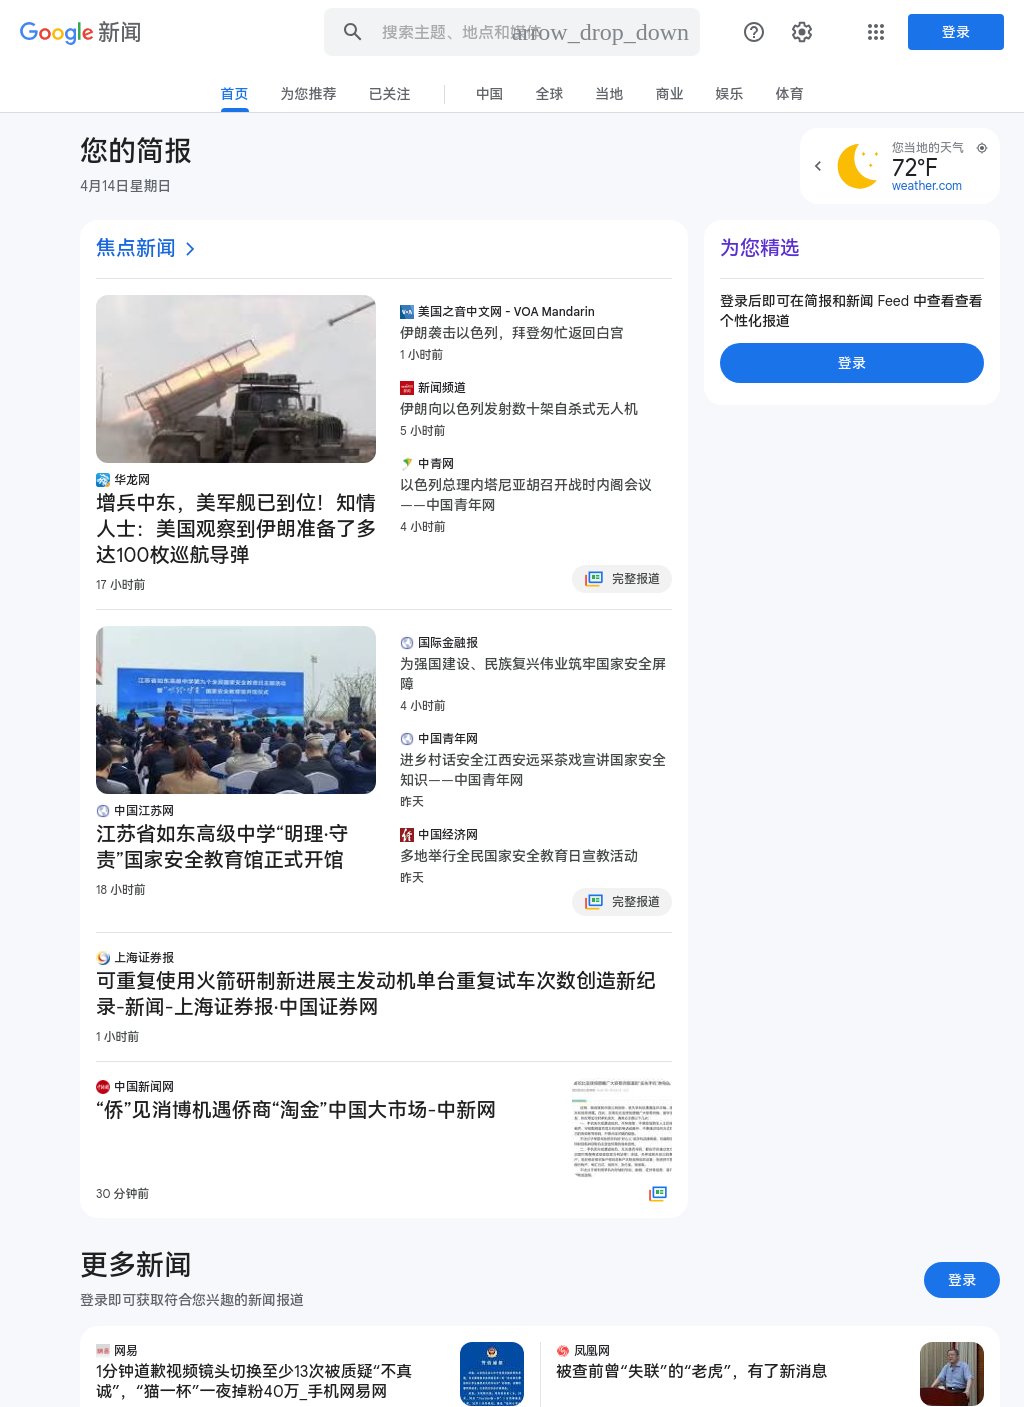 Google 新闻
搜索主题、地点和媒体
arrow_drop_down
登录
首页
为您推荐
已关注
中国
全球
当地
商业
娱乐
体育
您的简报
4月14日星期日
您当地的天气
72°F
weather.com
焦点新闻
华龙网
增兵中东，美军舰已到位！知情
人士：美国观察到伊朗准备了多
达100枚巡航导弹
17 小时前
美国之音中文网 - VOA Mandarin
伊朗袭击以色列，拜登匆忙返回白宫
1 小时前
新闻频道
伊朗向以色列发射数十架自杀式无人机
5 小时前
中青网
以色列总理内塔尼亚胡召开战时内阁会议
——中国青年网
4 小时前
完整报道
为您精选
登录后即可在简报和新闻 Feed 中查看查看
个性化报道
登录
中国江苏网
江苏省如东高级中学“明理·守
责”国家安全教育馆正式开馆
18 小时前
国际金融报
为强国建设、民族复兴伟业筑牢国家安全屏
障
4 小时前
中国青年网
进乡村话安全江西安远采茶戏宣讲国家安全
知识——中国青年网
昨天
中国经济网
多地举行全民国家安全教育日宣教活动
昨天
完整报道
上海证券报
可重复使用火箭研制新进展主发动机单台重复试车次数创造新纪
录-新闻-上海证券报·中国证券网
1 小时前
中国新闻网
“侨”见消博机遇侨商“淘金”中国大市场-中新网
30 分钟前
更多新闻
登录即可获取符合您兴趣的新闻报道
登录
网易
1分钟道歉视频镜头切换至少13次被质疑“不真
诚”，“猫一杯”一夜掉粉40万_手机网易网
凤凰网
被查前曾“失联”的“老虎”，有了新消息